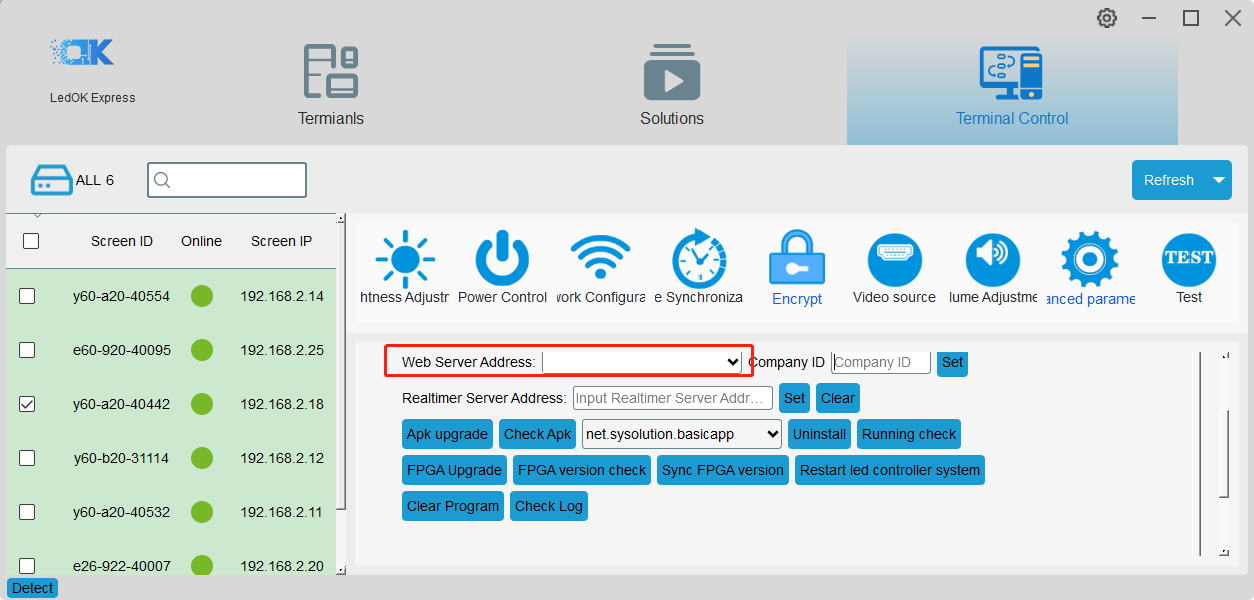 LedOK Express
Termianls
Solutions
Terminal Control
ALL 6
Refresh
Screen ID Online Screen IP
y60-a20-40554 192.168.2.14
e60-920-40095 192.168.2.25
y60-a20-40442 192.168.2.18
y60-b20-31114 192.168.2.12
y60-a20-40532 192.168.2.11
e26-922-40007 192.168.2.20
Detect
TEST
htness Adjustr Power Control work Configura e Synchroniza Encrypt Video source lume Adjustme anced parame Test
Web Server Address: Company ID Company ID Set
Realtimer Server Address: Input Realtimer Server Addr... Set Clear
Apk upgrade Check Apk net.sysolution.basicapp Uninstall Running check
FPGA Upgrade FPGA version check Sync FPGA version Restart led controller system
Clear Program Check Log